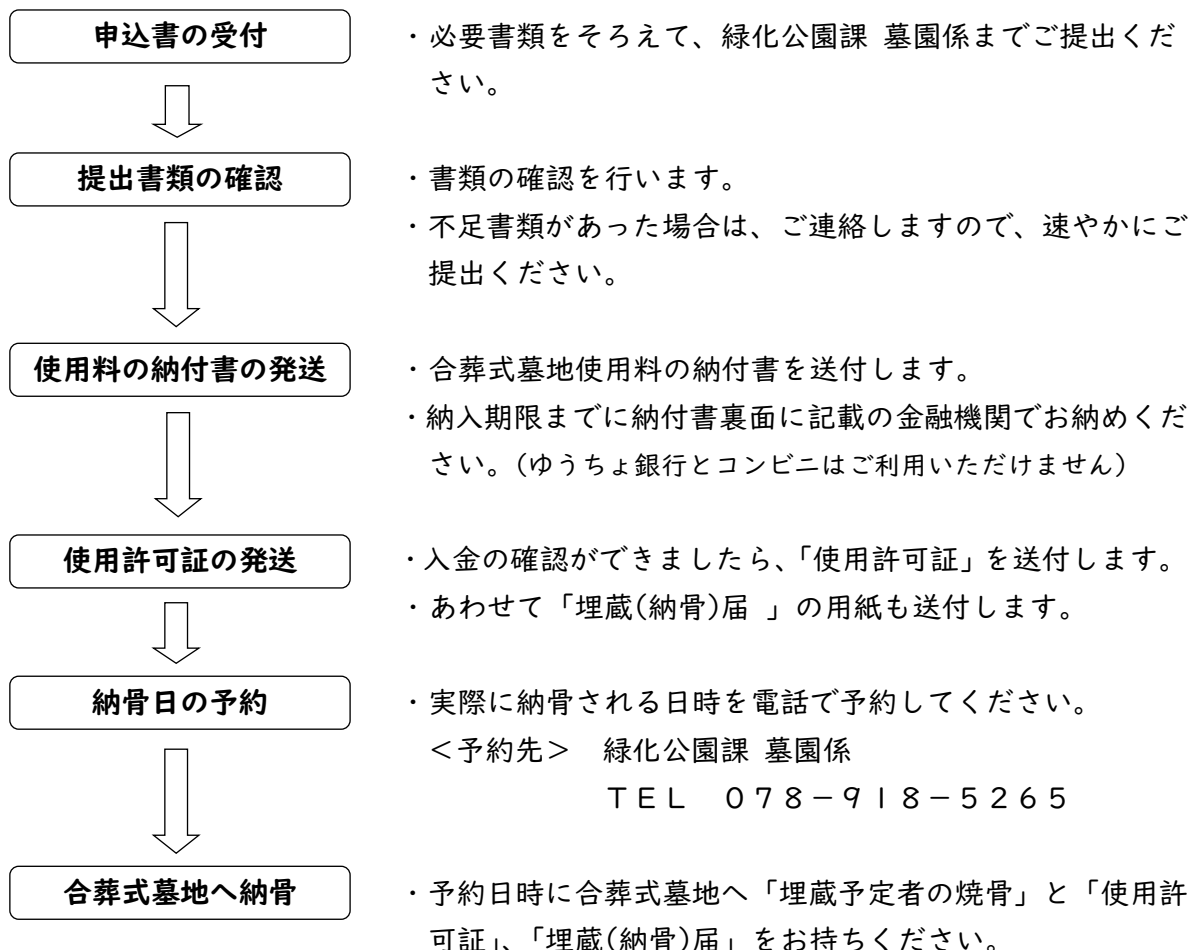 申込書の受付
・必要書類をそろえて、緑化公園課 墓園係までご提出くだ
さい。
提出書類の確認
・書類の確認を行います。
・不足書類があった場合は、ご連絡しますので、速やかにご
提出ください。
使用料の納付書の発送
・合葬式墓地使用料の納付書を送付します。
・納入期限までに納付書裏面に記載の金融機関でお納めくだ
さい。(ゆうちょ銀行とコンビニはご利用いただけません)
使用許可証の発送
・入金の確認ができましたら、「使用許可証」を送付します。
・あわせて「埋蔵(納骨)届 」の用紙も送付します。
納骨日の予約
・実際に納骨される日時を電話で予約してください。
＜予約先＞ 緑化公園課 墓園係
ＴＥＬ ０７８－９１８－５２６５
合葬式墓地へ納骨
・予約日時に合葬式墓地へ「埋蔵予定者の焼骨」と「使用許
可証」、「埋蔵(納骨)届」をお持ちください。